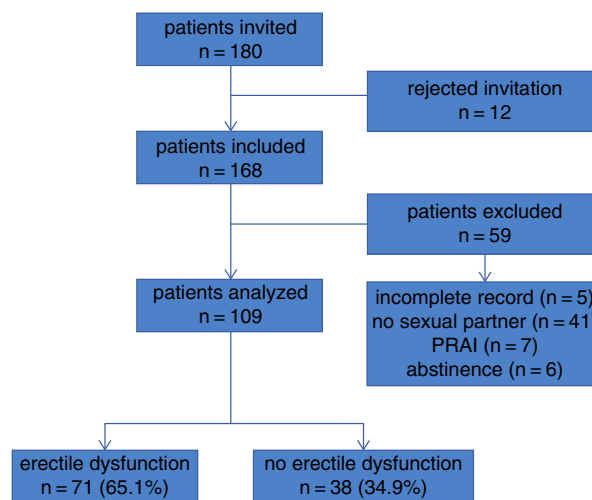 patients invited
n = 180
rejected invitation
n = 12
patients included
n = 168
patients excluded
n = 59
patients analyzed
n = 109
incomplete record (n = 5)
no sexual partner (n = 41
PRAI (n = 7)
abstinence (n = 6)
erectile dysfunction
n = 71 (65.1%)
no erectile dysfunction
n = 38 (34.9%)